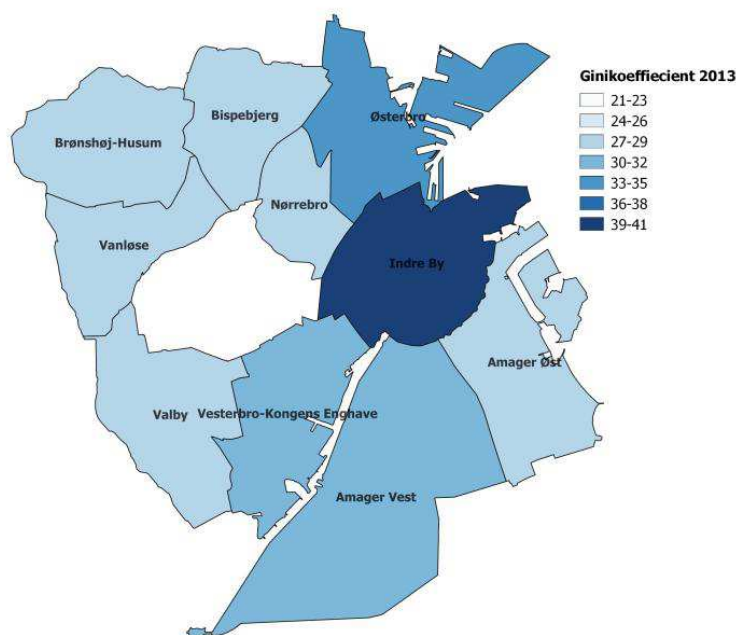 Ginikoeffiecient 2013
21-23
24-26
27-29
30-32
33-35
36-38
39-41
Bispebjerg
Østerbro
Brønshøj-Husum
Nørrebro
Vanløse
Indre By
Amager Øst
Valby
Vesterbro-Kongens Enghave
Amager Vest